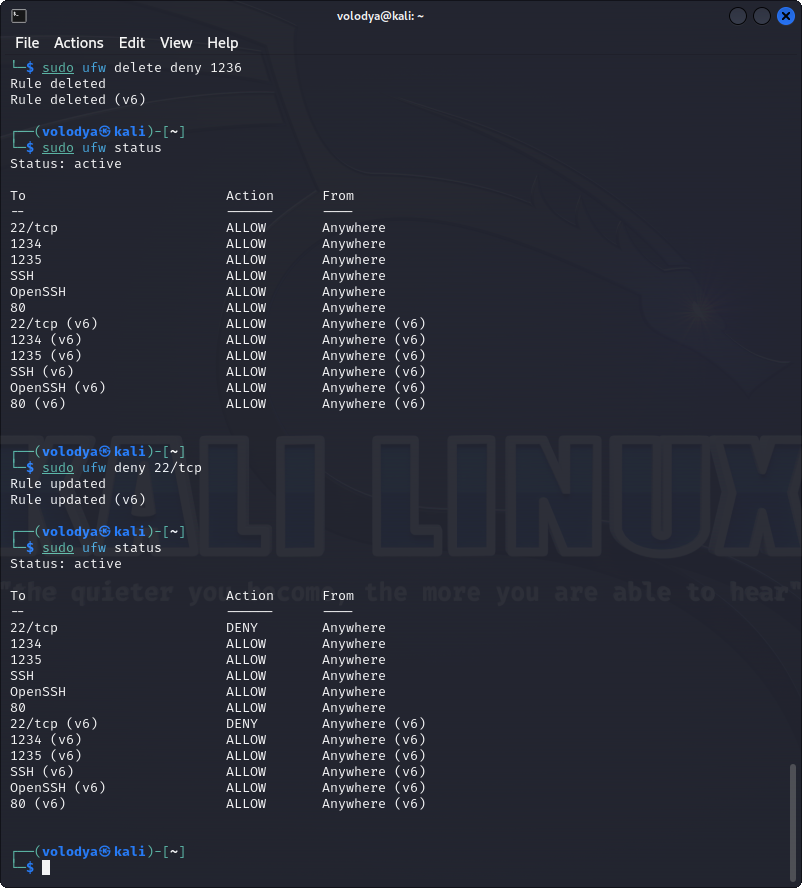 volodya@kali: ~
File Actions Edit View Help
└─$ sudo ufw delete deny 1236
Rule deleted
Rule deleted (v6)
┌──(volodya㉿kali)-[~]
└─$ sudo ufw status
Status: active
To Action From
-- ------ ----
22/tcp ALLOW Anywhere
1234 ALLOW Anywhere
1235 ALLOW Anywhere
SSH ALLOW Anywhere
OpenSSH ALLOW Anywhere
80 ALLOW Anywhere
22/tcp (v6) ALLOW Anywhere (v6)
1234 (v6) ALLOW Anywhere (v6)
1235 (v6) ALLOW Anywhere (v6)
SSH (v6) ALLOW Anywhere (v6)
OpenSSH (v6) ALLOW Anywhere (v6)
80 (v6) ALLOW Anywhere (v6)
┌──(volodya㉿kali)-[~]
└─$ sudo ufw deny 22/tcp
Rule updated
Rule updated (v6)
┌──(volodya㉿kali)-[~]
└─$ sudo ufw status
Status: active
KALI LINUX
"the quieter you become, the more you are able to hear"
To Action From
-- ------ ----
22/tcp DENY Anywhere
1234 ALLOW Anywhere
1235 ALLOW Anywhere
SSH ALLOW Anywhere
OpenSSH ALLOW Anywhere
80 ALLOW Anywhere
22/tcp (v6) DENY Anywhere (v6)
1234 (v6) ALLOW Anywhere (v6)
1235 (v6) ALLOW Anywhere (v6)
SSH (v6) ALLOW Anywhere (v6)
OpenSSH (v6) ALLOW Anywhere (v6)
80 (v6) ALLOW Anywhere (v6)
┌──(volodya㉿kali)-[~]
└─$